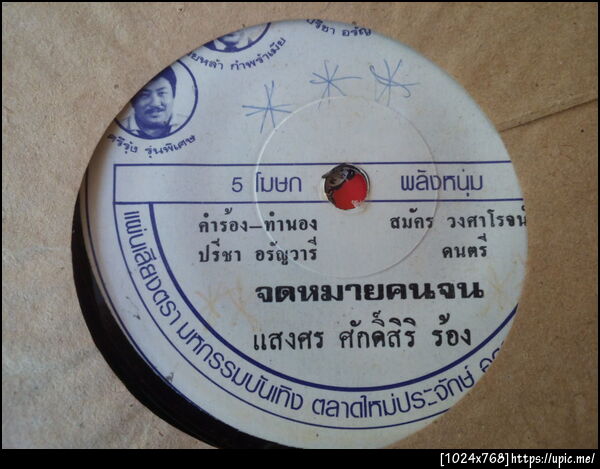 ปรีชา อรัญ
กำพร้าเมีย
ศรีรุ้ง รุ่นพิเศษ
5 โมษก
พลังหนุ่ม
คำร้อง-ทำนอง
ปรีชา อรัญวารี
สมัคร วงศาโรจน์
ดนตรี
จดหมายคนจน
แสงศร ศักดิ์สิริ ร้อง
แผ่นเสียงตรา มหกรรมบันเทิง ตลาดใหม่ประจักษ์
[1024x768]https://upic.me/